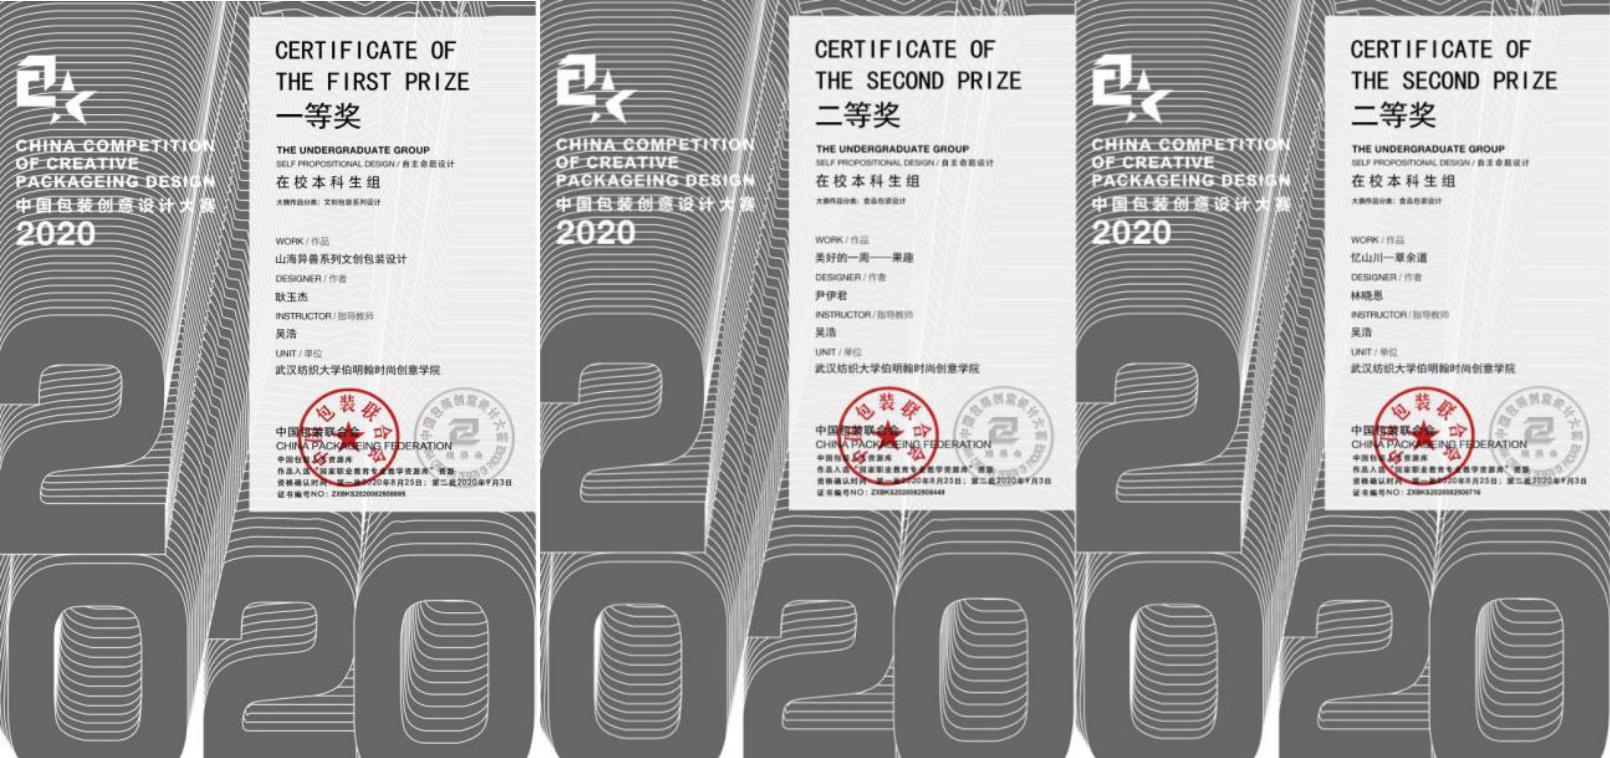 CHINA COMPETITION
OF CREATIVE
PACKAGEING DESIGN
中国包装创意设计大赛
2020
CERTIFICATE OF
THE FIRST PRIZE
一等奖
THE UNDERGRADUATE GROUP
SELF PROPOSITIONAL DESIGN / 自主命题设计
在校本科生组
大赛作品分类：文创包装系列设计
WORK / 作品
山海异兽系列文创包装设计
DESIGNER / 作者
耿玉杰
INSTRUCTOR / 指导教师
吴浩
UNIT / 单位
武汉纺织大学伯明翰时尚创意学院
中国包装联合会
CHINA PACKAGEING FEDERATION
作品入选“国家职业教育专业教学资源库”资源
资格确认时间：第一批2020年8月25日；第二批2020年9月3日
证书编号NO：ZXBKS2020082508685
2
020
CHINA COMPETITION
OF CREATIVE
PACKAGEING DESIGN
中国包装创意设计大赛
2020
CERTIFICATE OF
THE SECOND PRIZE
二等奖
THE UNDERGRADUATE GROUP
SELF PROPOSITIONAL DESIGN / 自主命题设计
在校本科生组
大赛作品分类：食品包装设计
WORK / 作品
美好的一周——果趣
DESIGNER / 作者
尹伊君
INSTRUCTOR / 指导教师
吴浩
UNIT / 单位
武汉纺织大学伯明翰时尚创意学院
中国包装联合会
CHINA PACKAGEING FEDERATION
作品入选“国家职业教育专业教学资源库”资源
资格确认时间：第一批2020年8月25日；第二批2020年9月3日
证书编号NO：ZXBKS2020082508449
2
020
CHINA COMPETITION
OF CREATIVE
PACKAGEING DESIGN
中国包装创意设计大赛
2020
CERTIFICATE OF
THE SECOND PRIZE
二等奖
THE UNDERGRADUATE GROUP
SELF PROPOSITIONAL DESIGN / 自主命题设计
在校本科生组
大赛作品分类：食品包装设计
WORK / 作品
忆山川—草余道
DESIGNER / 作者
林晓恩
INSTRUCTOR / 指导教师
吴浩
UNIT / 单位
武汉纺织大学伯明翰时尚创意学院
中国包装联合会
CHINA PACKAGEING FEDERATION
作品入选“国家职业教育专业教学资源库”资源
资格确认时间：第一批2020年8月25日；第二批2020年9月3日
证书编号NO：ZXBKS2020082508716
2
020